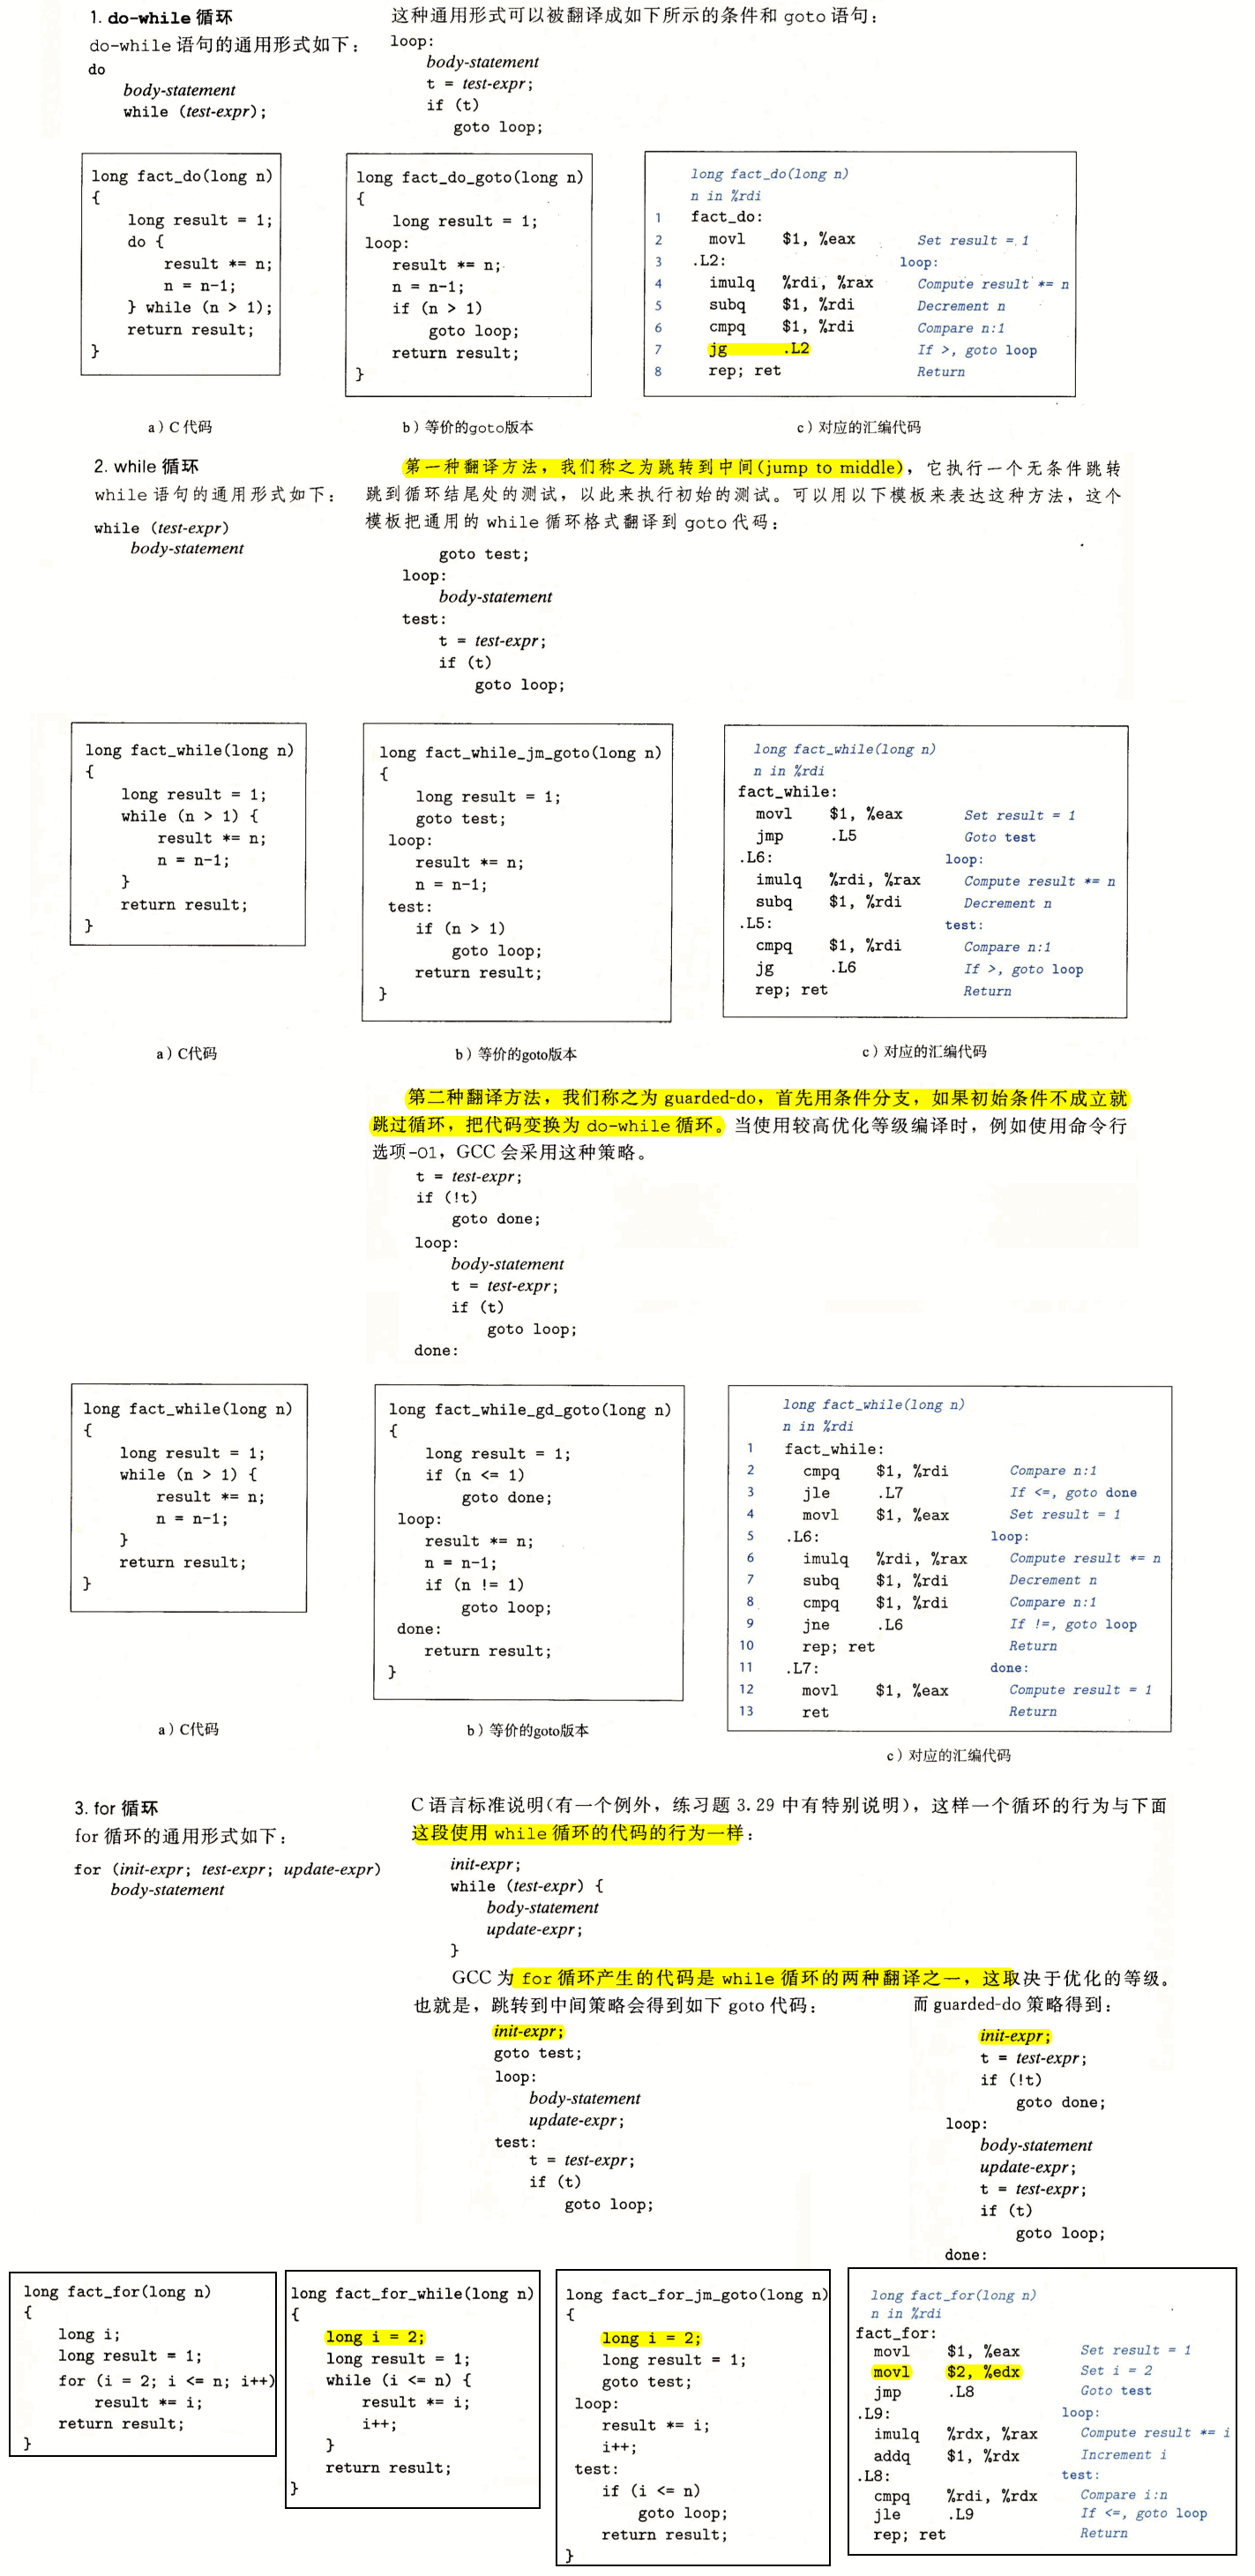 1. do-while 循环
do-while 语句的通用形式如下：
do
body-statement
while (test-expr);
这种通用形式可以被翻译成如下所示的条件和 goto 语句：
loop:
body-statement
t = test-expr;
if (t)
goto loop;
long fact_do(long n)
{
long result = 1;
do {
result *= n;
n = n-1;
} while (n > 1);
return result;
}
a）C 代码
long fact_do_goto(long n)
{
long result = 1;
loop:
result *= n;
n = n-1;
if (n > 1)
goto loop;
return result;
}
b）等价的goto版本
long fact_do(long n)
n in %rdi
1 fact_do:
2 movl $1, %eax Set result = 1
3 .L2: loop:
4 imulq %rdi, %rax Compute result *= n
5 subq $1, %rdi Decrement n
6 cmpq $1, %rdi Compare n:1
7 jg .L2 If >, goto loop
8 rep; ret Return
c）对应的汇编代码
2. while 循环
while 语句的通用形式如下：
while (test-expr)
body-statement
第一种翻译方法，我们称之为跳转到中间(jump to middle)，它执行一个无条件跳转
跳到循环结尾处的测试，以此来执行初始的测试。可以用以下模板来表达这种方法，这个
模板把通用的 while 循环格式翻译到 goto 代码：
goto test;
loop:
body-statement
test:
t = test-expr;
if (t)
goto loop;
long fact_while(long n)
{
long result = 1;
while (n > 1) {
result *= n;
n = n-1;
}
return result;
}
a）C代码
long fact_while_jm_goto(long n)
{
long result = 1;
goto test;
loop:
result *= n;
n = n-1;
test:
if (n > 1)
goto loop;
return result;
}
b）等价的goto版本
long fact_while(long n)
n in %rdi
fact_while:
movl $1, %eax Set result = 1
jmp .L5 Goto test
.L6: loop:
imulq %rdi, %rax Compute result *= n
subq $1, %rdi Decrement n
.L5: test:
cmpq $1, %rdi Compare n:1
jg .L6 If >, goto loop
rep; ret Return
c）对应的汇编代码
第二种翻译方法，我们称之为 guarded-do，首先用条件分支，如果初始条件不成立就
跳过循环，把代码变换为 do-while 循环。当使用较高优化等级编译时，例如使用命令行
选项-O1，GCC 会采用这种策略。
t = test-expr;
if (!t)
goto done;
loop:
body-statement
t = test-expr;
if (t)
goto loop;
done:
long fact_while(long n)
{
long result = 1;
while (n > 1) {
result *= n;
n = n-1;
}
return result;
}
a）C代码
long fact_while_gd_goto(long n)
{
long result = 1;
if (n <= 1)
goto done;
loop:
result *= n;
n = n-1;
if (n != 1)
goto loop;
done:
return result;
}
b）等价的goto版本
long fact_while(long n)
n in %rdi
1 fact_while:
2 cmpq $1, %rdi Compare n:1
3 jle .L7 If <=, goto done
4 movl $1, %eax Set result = 1
5 .L6: loop:
6 imulq %rdi, %rax Compute result *= n
7 subq $1, %rdi Decrement n
8 cmpq $1, %rdi Compare n:1
9 jne .L6 If !=, goto loop
10 rep; ret Return
11 .L7: done:
12 movl $1, %eax Compute result = 1
13 ret Return
c）对应的汇编代码
3. for 循环
for 循环的通用形式如下：
for (init-expr; test-expr; update-expr)
body-statement
C 语言标准说明(有一个例外，练习题 3.29 中有特别说明)，这样一个循环的行为与下面
这段使用 while 循环的代码的行为一样：
init-expr;
while (test-expr) {
body-statement
update-expr;
}
GCC 为 for 循环产生的代码是 while 循环的两种翻译之一，这取决于优化的等级。
也就是，跳转到中间策略会得到如下 goto 代码：
init-expr;
goto test;
loop:
body-statement
update-expr;
test:
t = test-expr;
if (t)
goto loop;
而 guarded-do 策略得到：
init-expr;
t = test-expr;
if (!t)
goto done;
loop:
body-statement
update-expr;
t = test-expr;
if (t)
goto loop;
done:
long fact_for(long n)
{
long i;
long result = 1;
for (i = 2; i <= n; i++)
result *= i;
return result;
}
long fact_for_while(long n)
{
long i = 2;
long result = 1;
while (i <= n) {
result *= i;
i++;
}
return result;
}
long fact_for_jm_goto(long n)
{
long i = 2;
long result = 1;
goto test;
loop:
result *= i;
i++;
test:
if (i <= n)
goto loop;
return result;
}
long fact_for(long n)
n in %rdi
fact_for:
movl $1, %eax Set result = 1
movl $2, %edx Set i = 2
jmp .L8 Goto test
.L9: loop:
imulq %rdx, %rax Compute result *= i
addq $1, %rdx Increment i
.L8: test:
cmpq %rdi, %rdx Compare i:n
jle .L9 If <=, goto loop
rep; ret Return